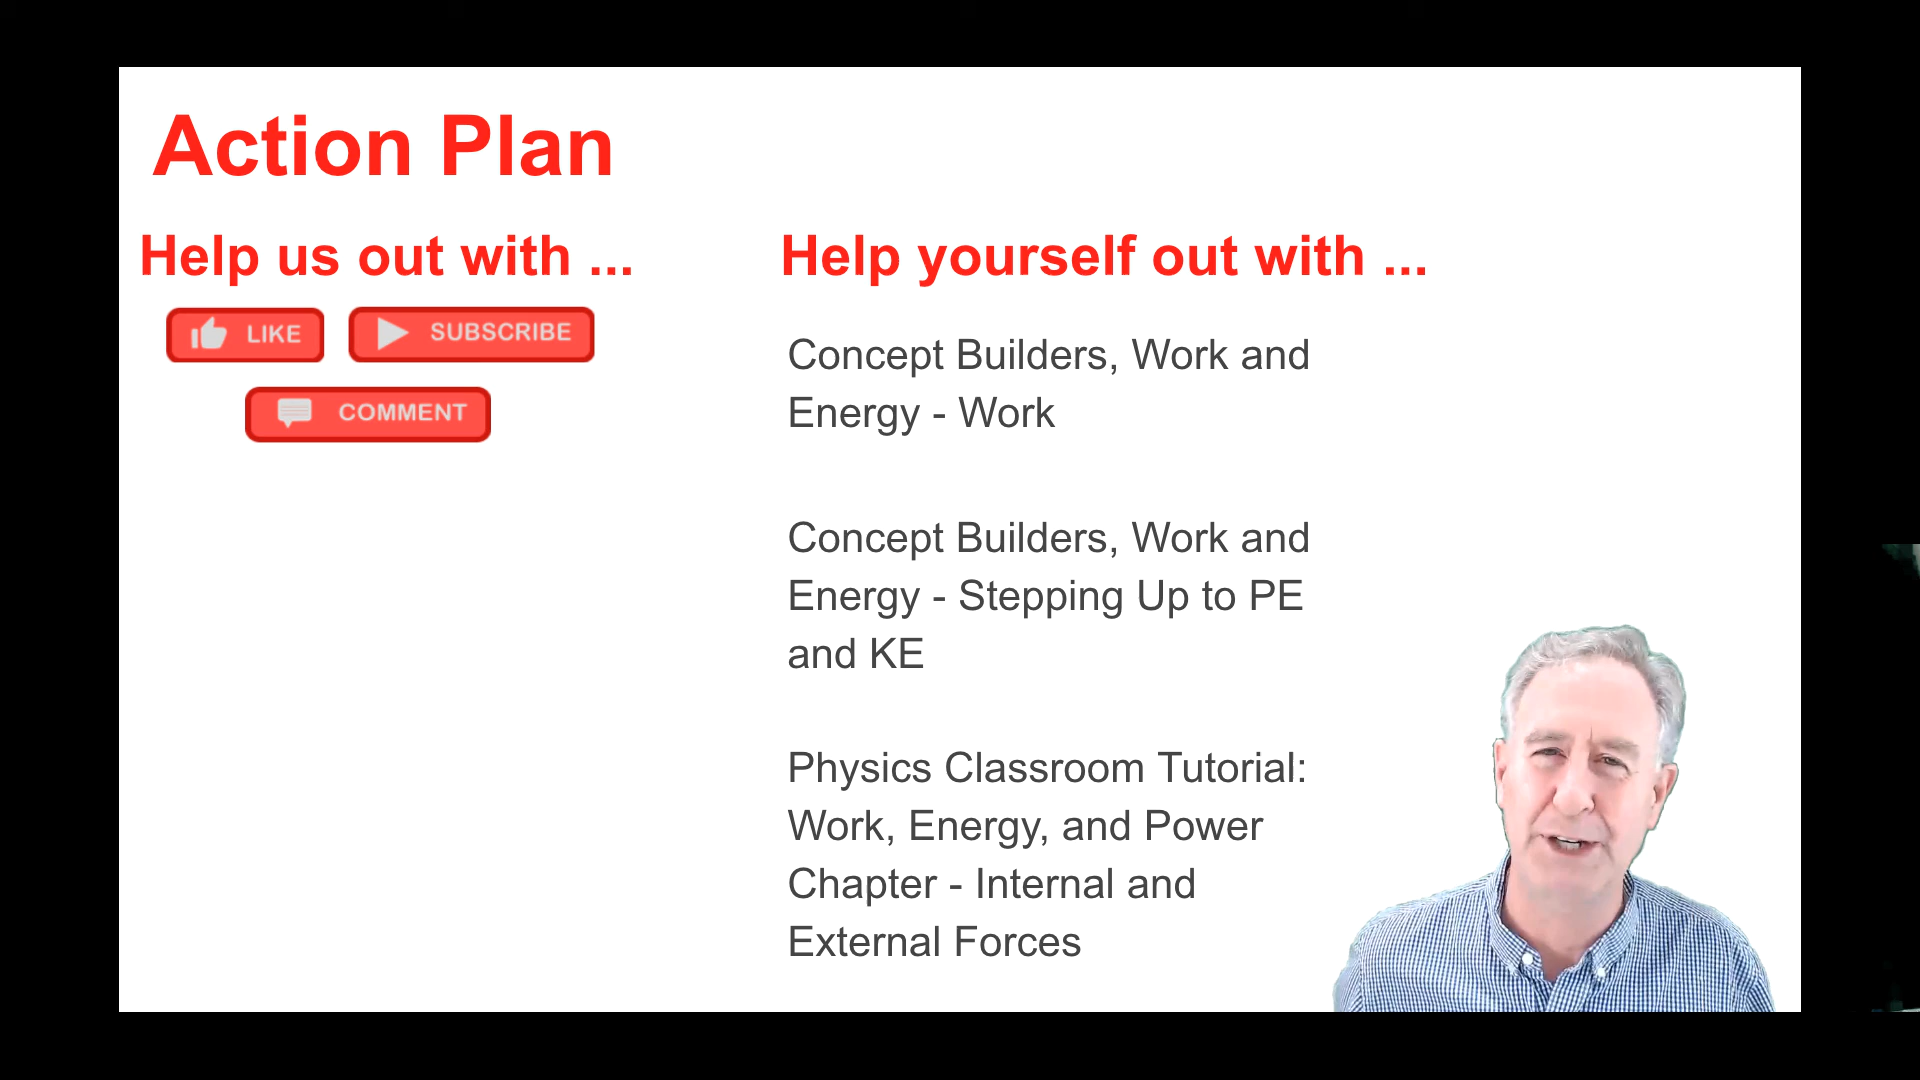 Action Plan
Help us out with ...
LIKE
SUBSCRIBE
COMMENT
Help yourself out with ...
Concept Builders, Work and
Energy - Work
Concept Builders, Work and
Energy - Stepping Up to PE
and KE
Physics Classroom Tutorial:
Work, Energy, and Power
Chapter - Internal and
External Forces